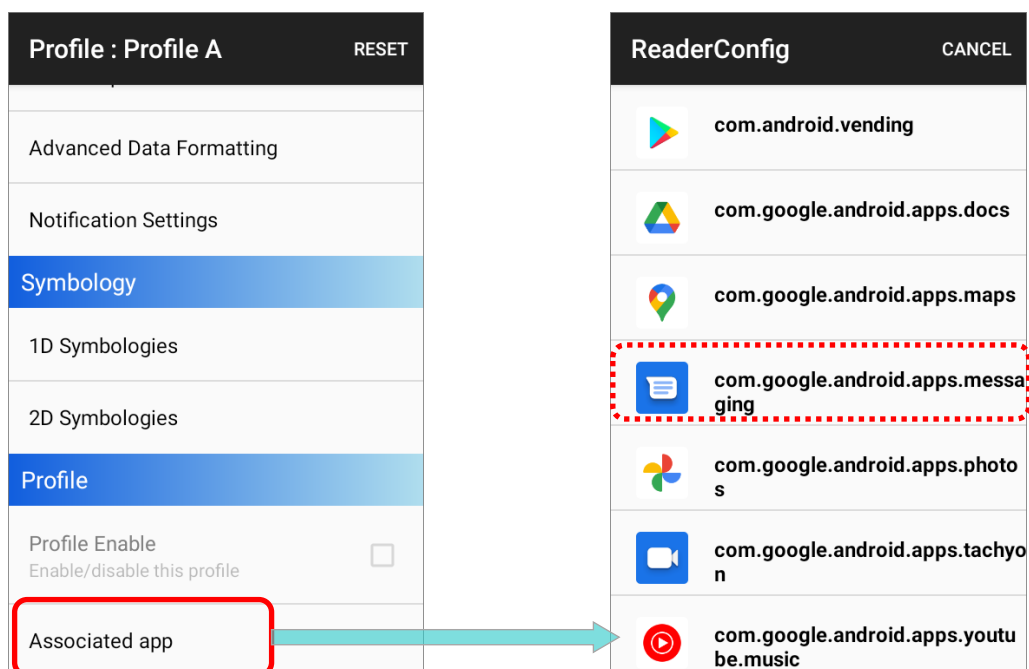 Profile : Profile A
RESET
Advanced Data Formatting
Notification Settings
Symbology
1D Symbologies
2D Symbologies
Profile
Profile Enable
Enable/disable this profile
Associated app
ReaderConfig
CANCEL
com.android.vending
com.google.android.apps.docs
com.google.android.apps.maps
com.google.android.apps.messa
ging
com.google.android.apps.photo
s
com.google.android.apps.tachyo
n
com.google.android.apps.youtu
be.music